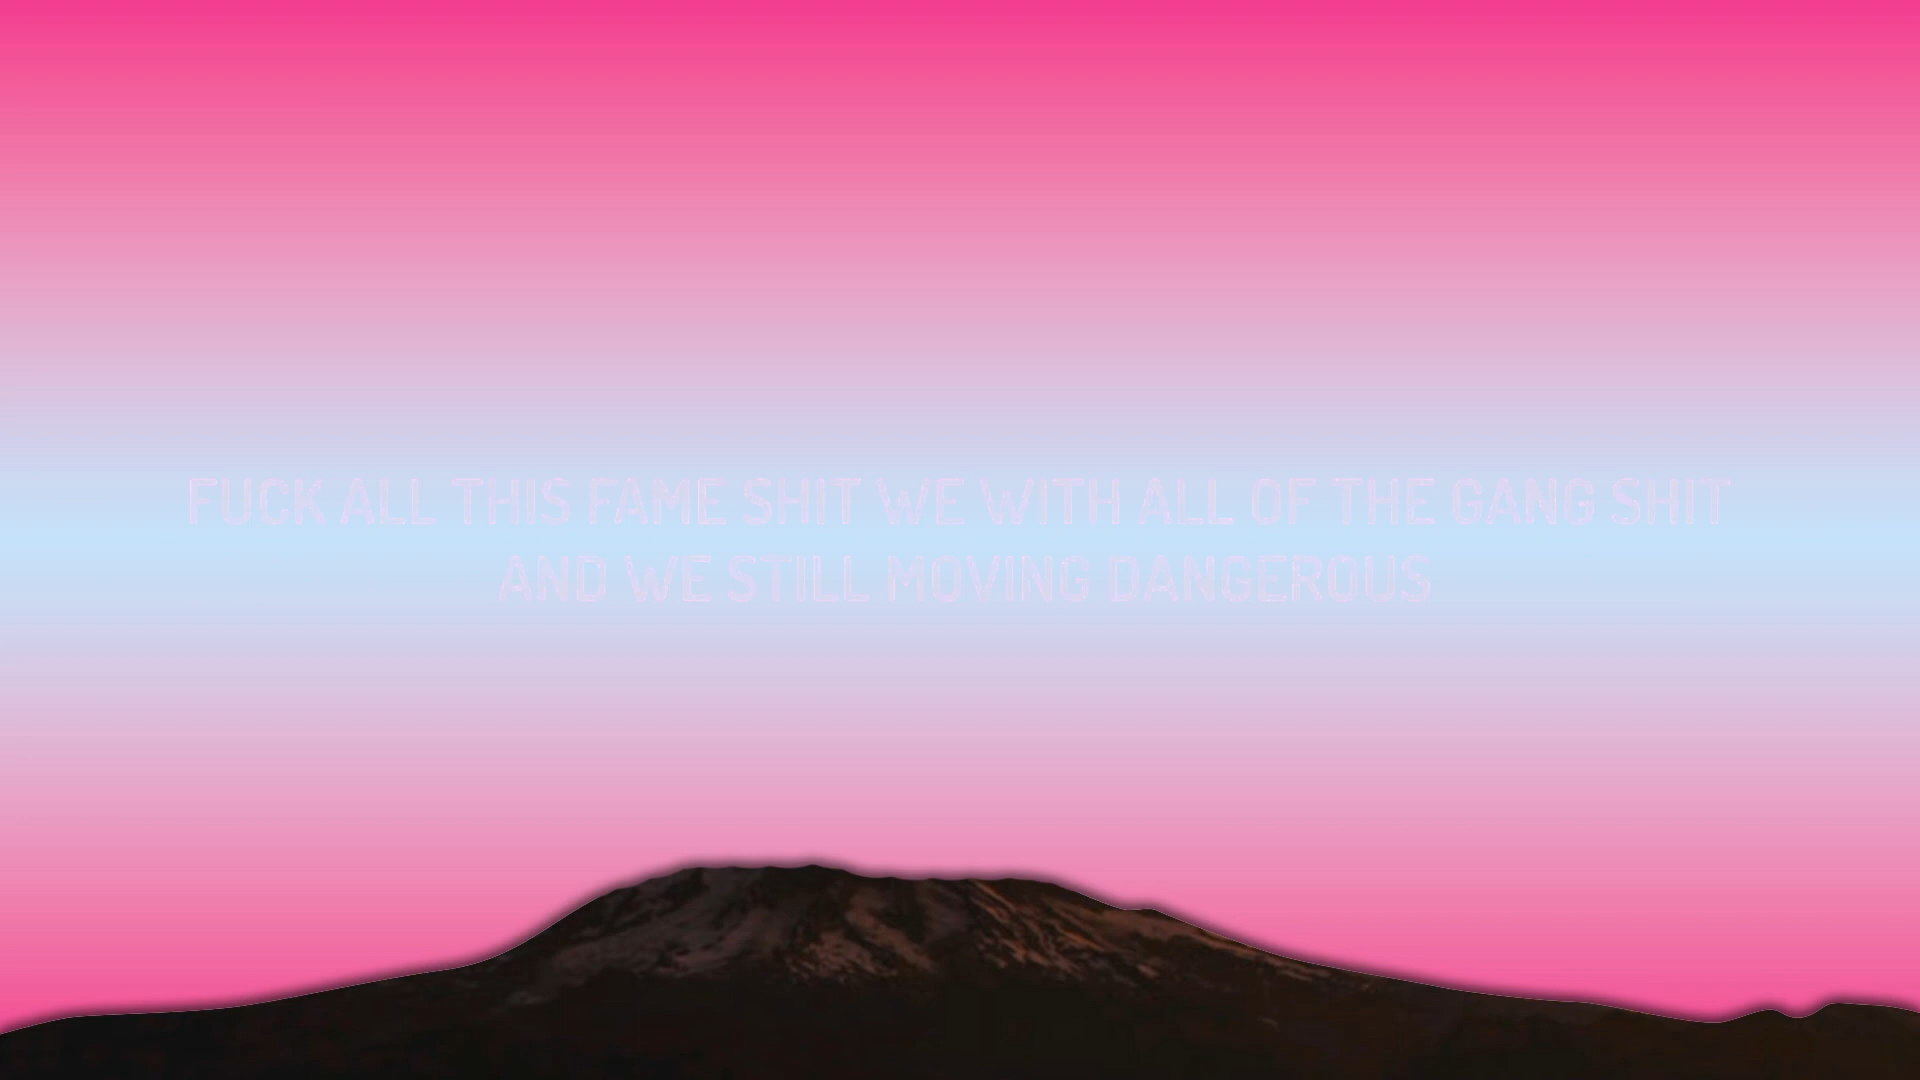 FUCK ALL THIS FAME SHIT WE WITH ALL OF THE GANG SHIT
AND WE STILL MOVING DANGEROUS